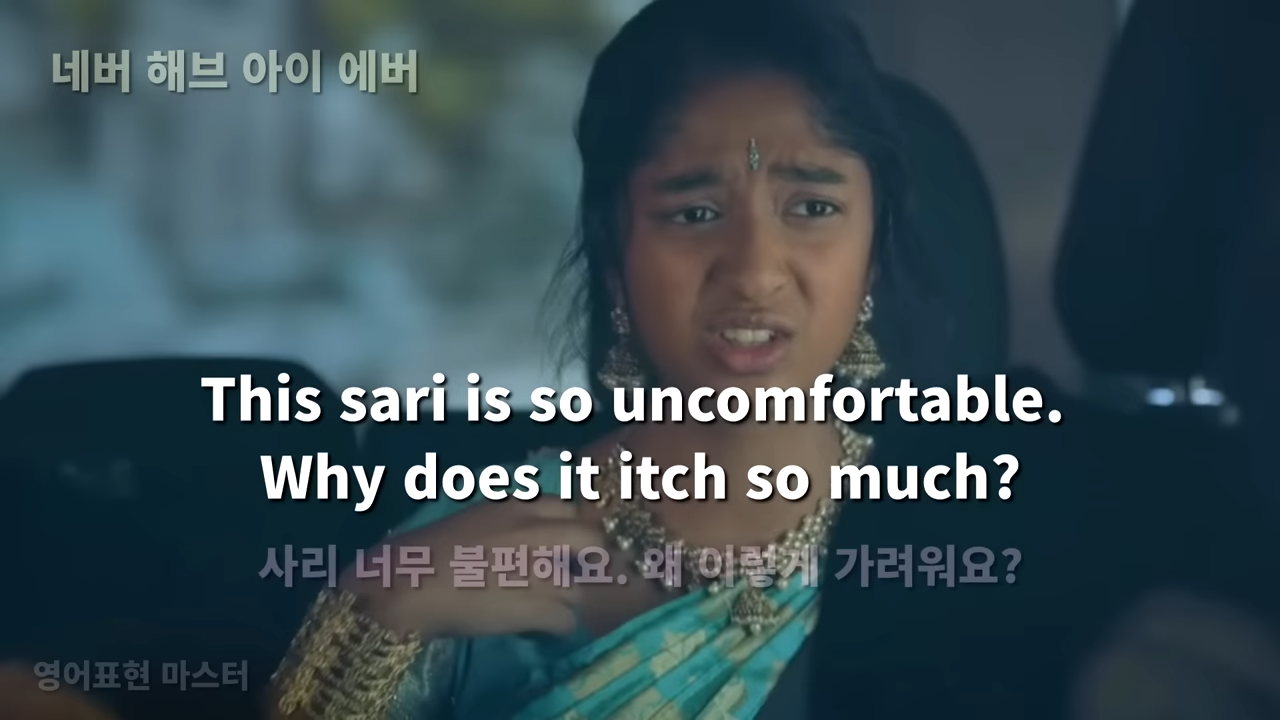 네버 해브 아이 에버
This sari is so uncomfortable.
Why does it itch so much?
사리 너무 불편해요. 왜 이렇게 가려워요?
영어표현 마스터